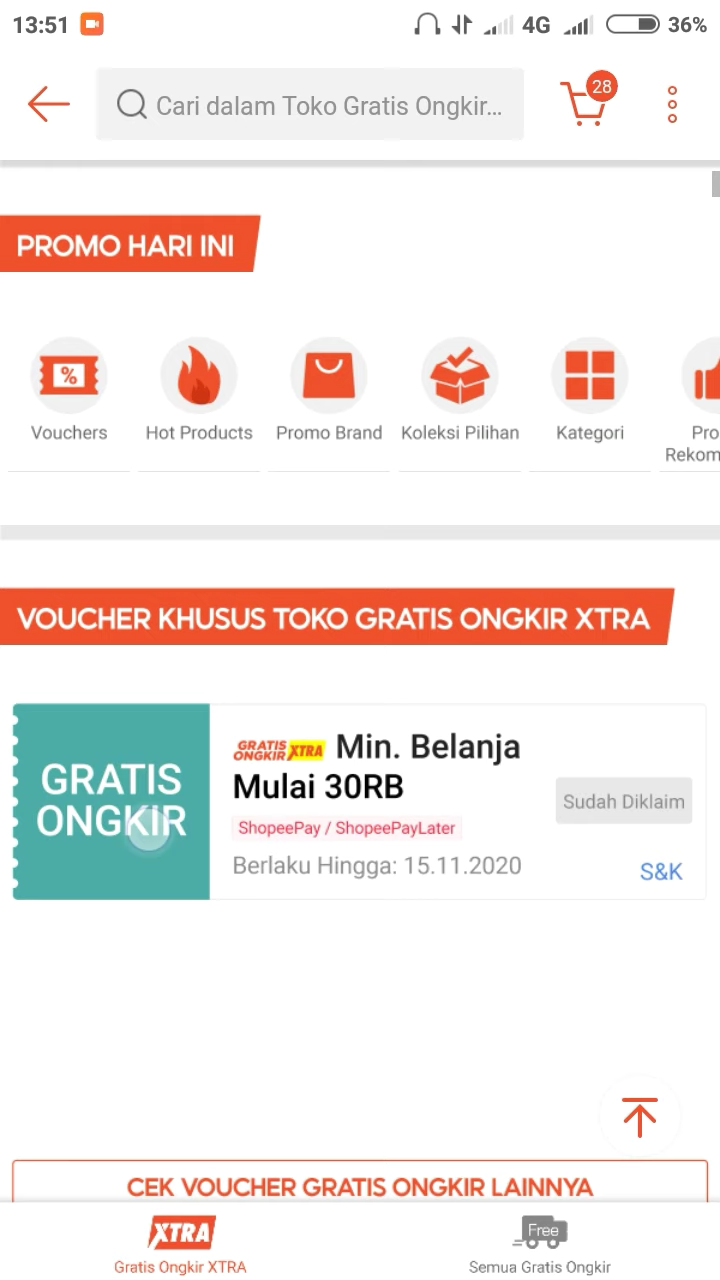 13:51
4G
36%
Cari dalam Toko Gratis Ongkir...
28
PROMO HARI INI
%
Vouchers
Hot Products
Promo Brand
Koleksi Pilihan
Kategori
Pro
Rekom
VOUCHER KHUSUS TOKO GRATIS ONGKIR XTRA
GRATIS
ONGKIR
GRATIS ONGKIR XTRA Min. Belanja
Mulai 30RB
Sudah Diklaim
ShopeePay / ShopeePayLater
Berlaku Hingga: 15.11.2020
S&K
CEK VOUCHER GRATIS ONGKIR LAINNYA
XTRA
Gratis Ongkir XTRA
Free
Semua Gratis Ongkir